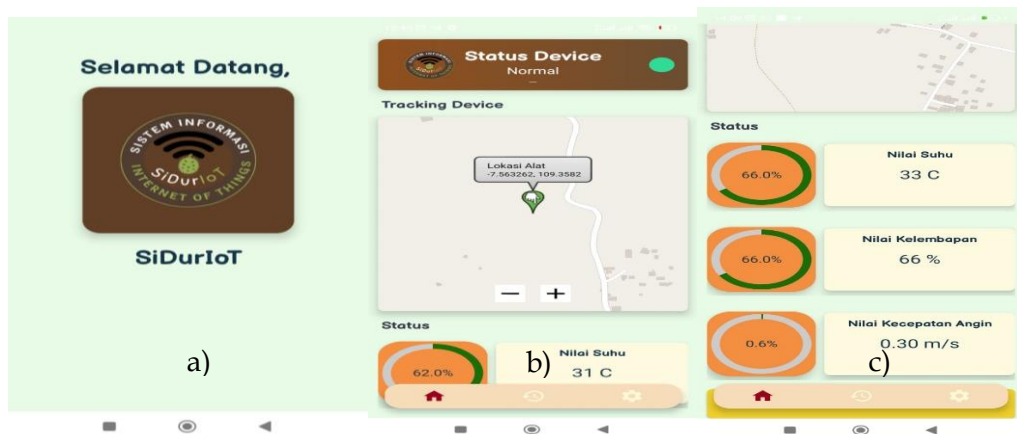 Selamat Datang,
SISTEM INFORMASI
SiDurIoT
INTERNET OF THINGS
SiDurIoT
a)
Status Device
Normal
Tracking Device
Lokasi Alat
-7.563262, 109.3582
− +
Status
62.0%
Nilai Suhu
31 C
b)
Status
66.0%
Nilai Suhu
33 C
66.0%
Nilai Kelembapan
66 %
0.6%
Nilai Kecepatan Angin
0.30 m/s
c)